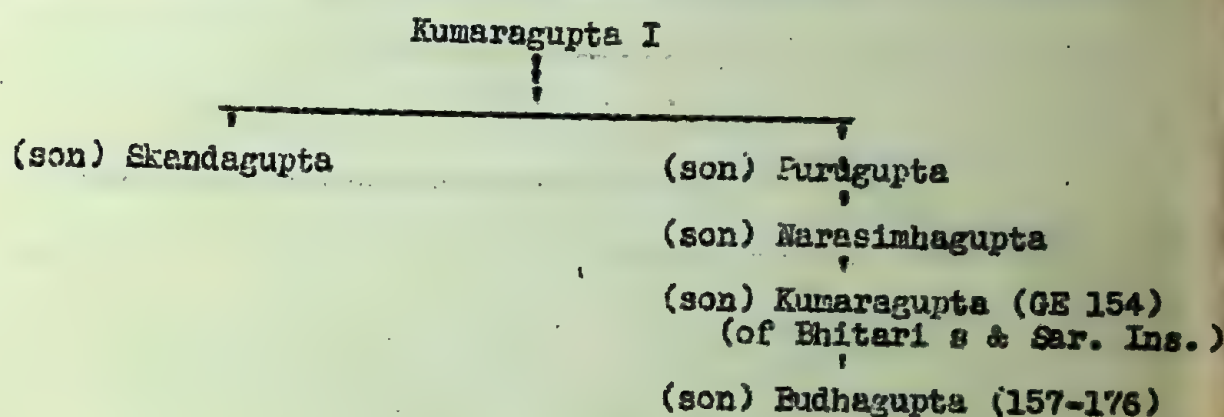 Kumaragupta I
(son) Skandagupta
(son) Purugupta
(son) Narasimhagupta
(son) Kumaragupta (GE 154)
(of Bhitari s & Sar. Ins.)
(son) Budhagupta (157-176)